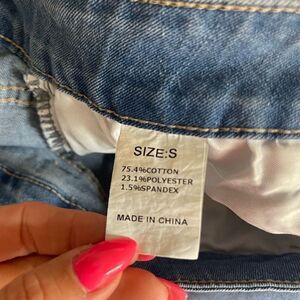 SIZE:S
75.4%COTTON
23.1%POLYESTER
1.5%SPANDEX
MADE IN CHINA